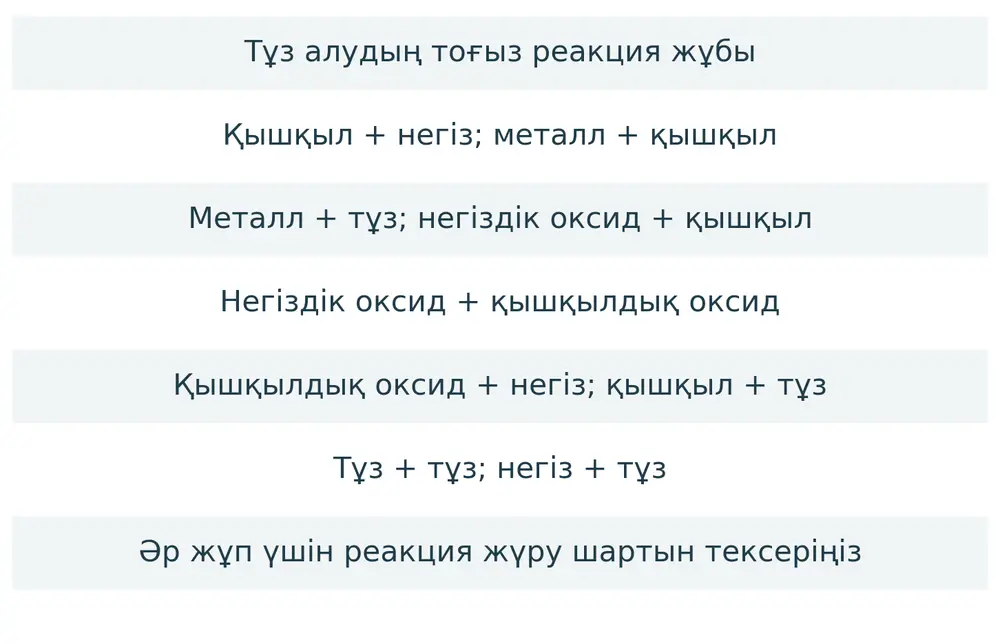 Тұз алудың тоғыз реакция жұбы
Қышқыл + негіз; металл + қышқыл
Металл + тұз; негіздік оксид + қышқыл
Негіздік оксид + қышқылдық оксид
Қышқылдық оксид + негіз; қышқыл + тұз
Тұз + тұз; негіз + тұз
Әр жұп үшін реакция жүру шартын тексеріңіз